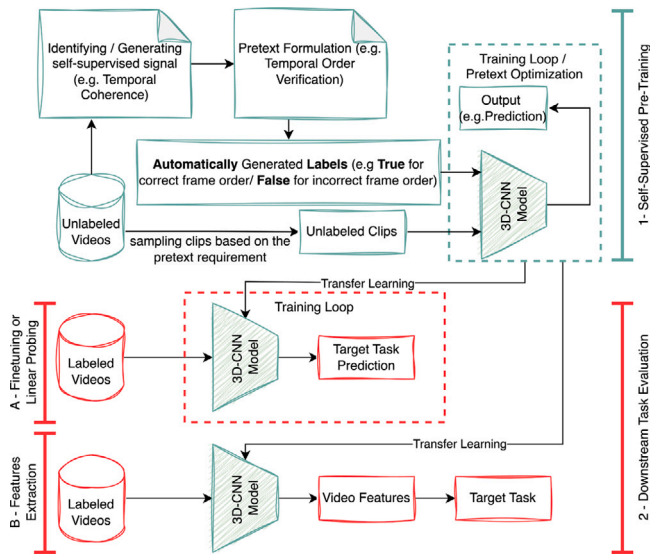 Identifying / Generating
self-supervised signal
(e.g. Temporal
Coherence)
Pretext Formulation (e.g.
Temporal Order
Verification)
Training Loop /
Pretext Optimization
Output
(e.g.Prediction)
Automatically Generated Labels (e.g True for
correct frame order/ False for incorrect frame order)
3D-CNN
Model
Unlabeled
Videos
sampling clips based on the
pretext requirement
Unlabeled Clips
1- Self-Supervised Pre-Training
Transfer Learning
A - Finetuning or
Linear Probing
Labeled
Videos
Training Loop
3D-CNN
Model
Target Task
Prediction
Transfer Learning
B - Features
Extraction
Labeled
Videos
3D-CNN
Model
Video Features
Target Task
2 - Downstream Task Evaluation